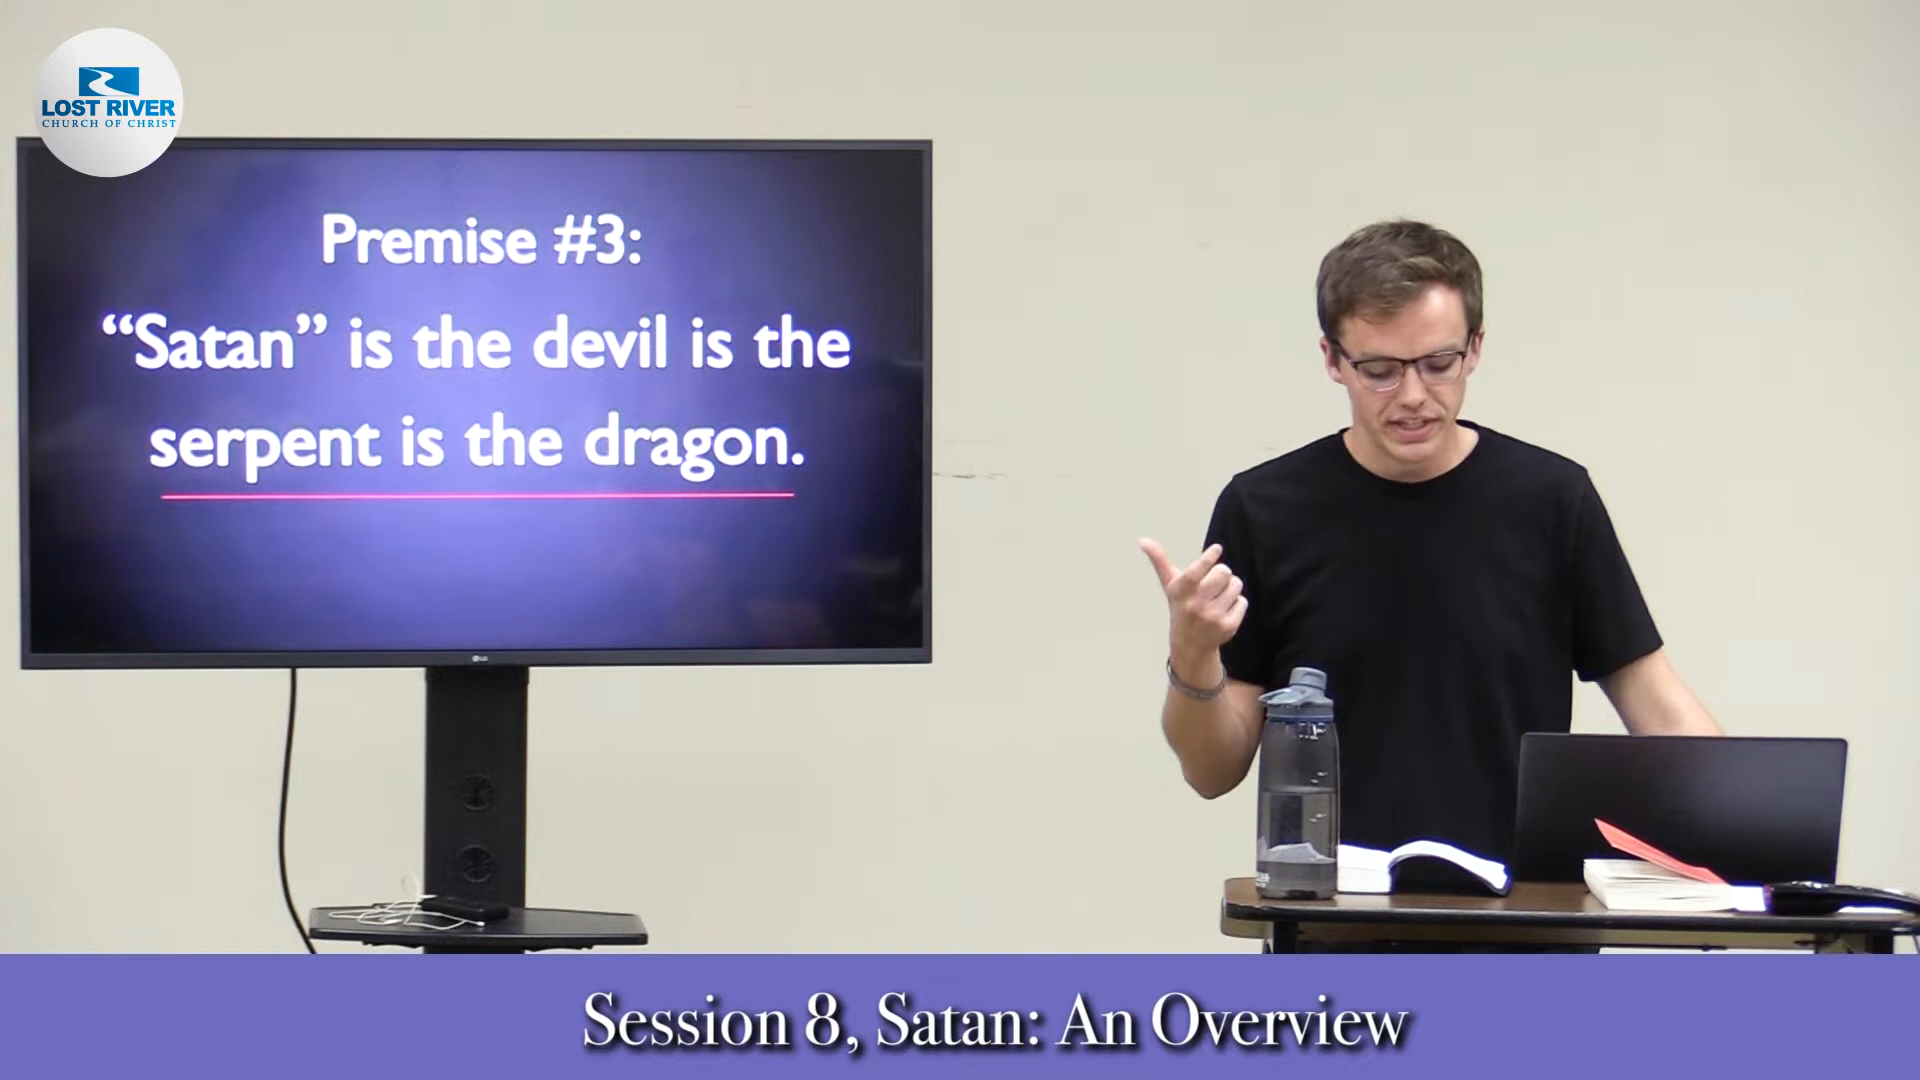 LOST RIVER
CHURCH OF CHRIST
Premise #3:
“Satan” is the devil is the
serpent is the dragon.
LG
Session 8, Satan: An Overview